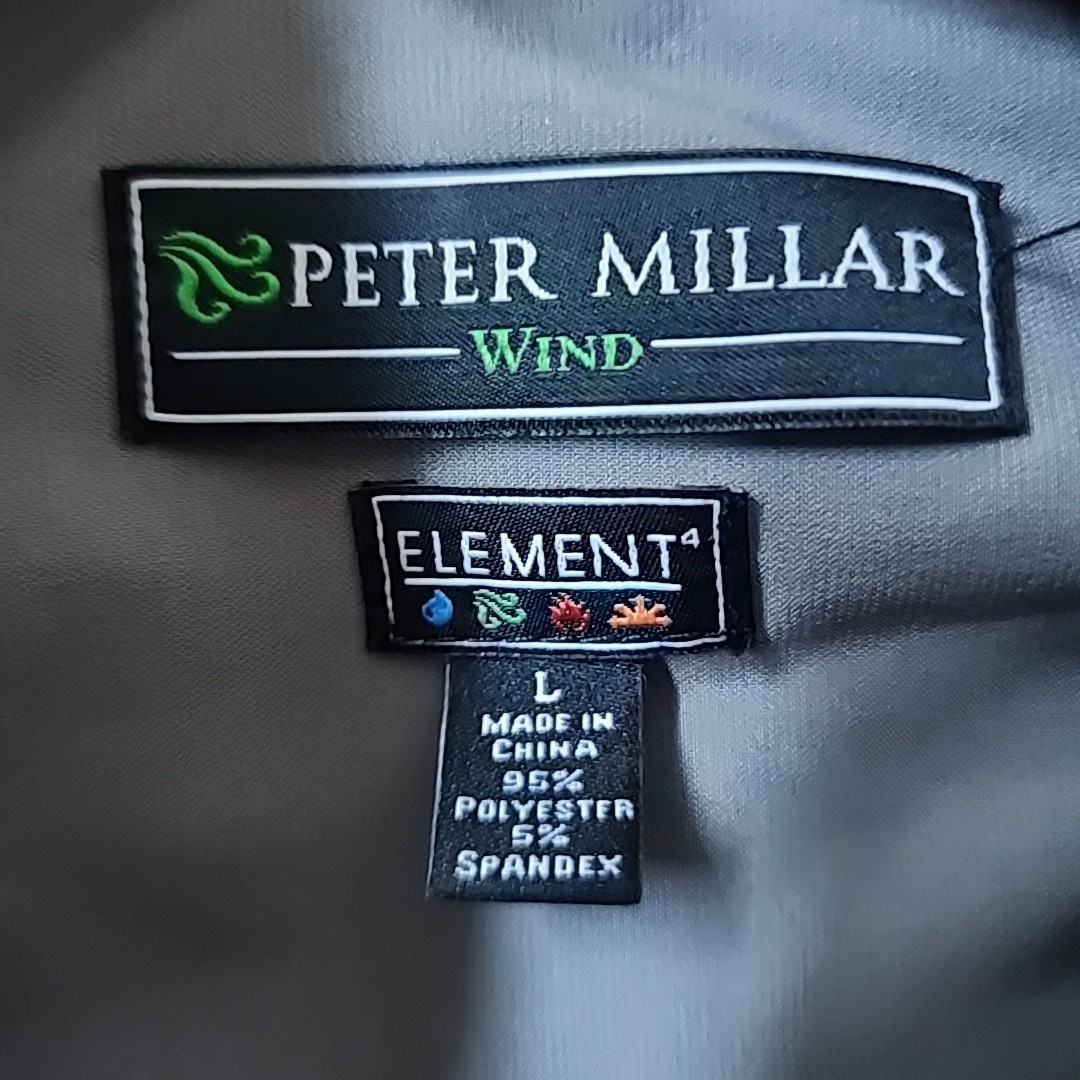 PETER MILLAR
WIND
ELEMENT⁴
L
MADE IN
CHINA
95%
POLYESTER
5%
SPANDEX